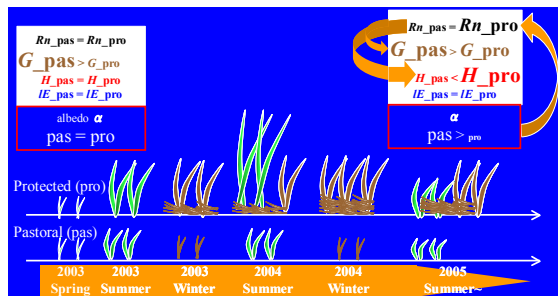 Rn_pas = Rn_pro
G_pas > G_pro
H_pas = H_pro
lE_pas = lE_pro
albedo α
pas = pro
Rn_pas = Rn_pro
G_pas > G_pro
H_pas < H_pro
lE_pas = lE_pro
α
pas > pro
Protected (pro)
Pastoral (pas)
2003 Spring
2003 Summer
2003 Winter
2004 Summer
2004 Winter
2005 Summer~